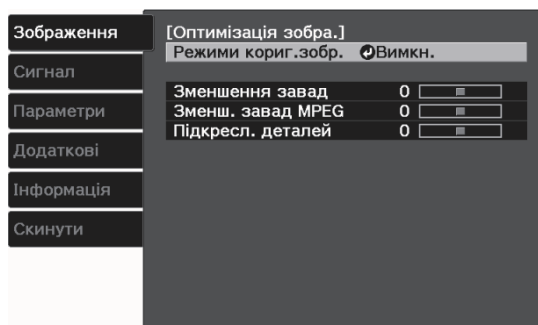 Зображення
Сигнал
Параметри
Додаткові
Інформація
Скинути
[Оптимізація зобра.]
Режими кориг.зобр. Вимкн.
Зменшення завад 0
Зменш. завад MPEG 0
Підкресл. деталей 0